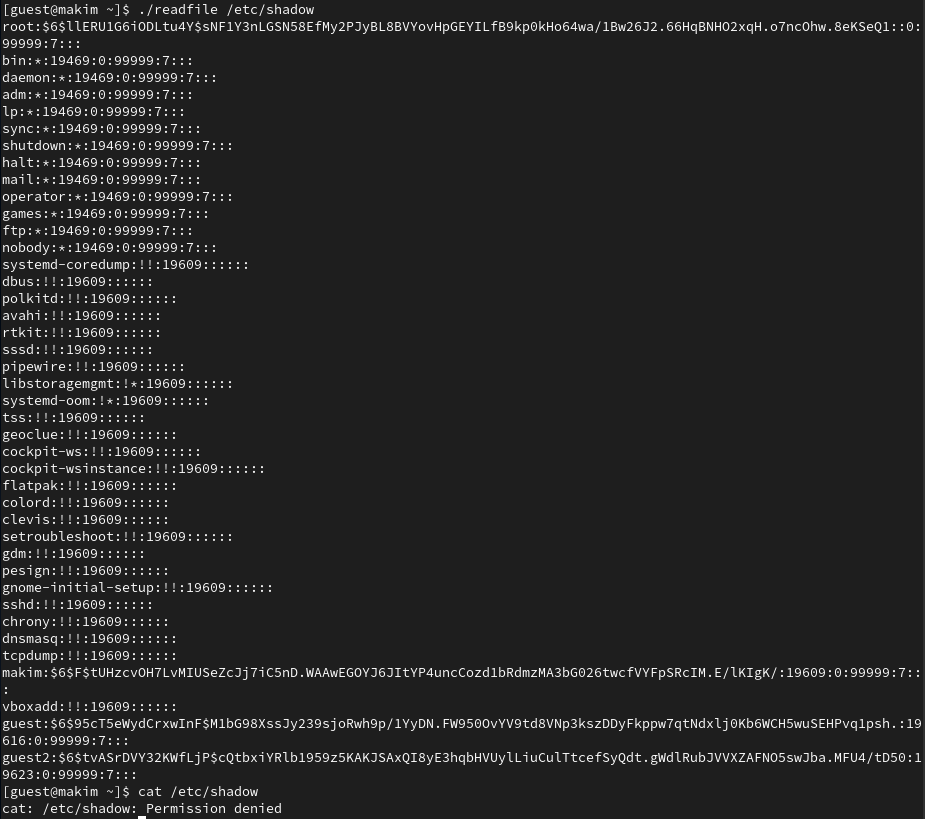 [guest@makim ~]$ ./readfile /etc/shadow
root:$6$llERU1G6iODLtu4Y$sNF1Y3nLGSN58EfMy2PJyBL8BVYovHpGEYILfB9kp0kHo64wa/1Bw26J2.66HqBNHO2xqH.o7ncOhw.8eKSeQ1::0:
99999:7:::
bin:*:19469:0:99999:7:::
daemon:*:19469:0:99999:7:::
adm:*:19469:0:99999:7:::
lp:*:19469:0:99999:7:::
sync:*:19469:0:99999:7:::
shutdown:*:19469:0:99999:7:::
halt:*:19469:0:99999:7:::
mail:*:19469:0:99999:7:::
operator:*:19469:0:99999:7:::
games:*:19469:0:99999:7:::
ftp:*:19469:0:99999:7:::
nobody:*:19469:0:99999:7:::
systemd-coredump:!!:19609::::::
dbus:!!:19609::::::
polkitd:!!:19609::::::
avahi:!!:19609::::::
rtkit:!!:19609::::::
sssd:!!:19609::::::
pipewire:!!:19609::::::
libstoragemgmt:!*:19609::::::
systemd-oom:!*:19609::::::
tss:!!:19609::::::
geoclue:!!:19609::::::
cockpit-ws:!!:19609::::::
cockpit-wsinstance:!!:19609::::::
flatpak:!!:19609::::::
colord:!!:19609::::::
clevis:!!:19609::::::
setroubleshoot:!!:19609::::::
gdm:!!:19609::::::
pesign:!!:19609::::::
gnome-initial-setup:!!:19609::::::
sshd:!!:19609::::::
chrony:!!:19609::::::
dnsmasq:!!:19609::::::
tcpdump:!!:19609::::::
makim:$6$F$tUHzcvOH7LvMIUSeZcJj7iC5nD.WAAwEGOYJ6JItYP4uncCozd1bRdmzMA3bG026twcfVYFpSRcIM.E/lKIgK/:19609:0:99999:7::
:
vboxadd:!!:19609::::::
guest:$6$95cT5eWydCrxwInF$M1bG98XssJy239sjoRwh9p/1YyDN.FW950OvYV9td8VNp3kszDDyFkppw7qtNdxlj0Kb6WCH5wuSEHPvq1psh.:19
616:0:99999:7:::
guest2:$6$tvASrDVY32KWfLjP$cQtbxiYRlb1959z5KAKJSAxQI8yE3hqbHVUylLiuCulTtcefSyQdt.gWdlRubJVVXZAFNO5swJba.MFU4/tD50:1
9623:0:99999:7:::
[guest@makim ~]$ cat /etc/shadow
cat: /etc/shadow: Permission denied